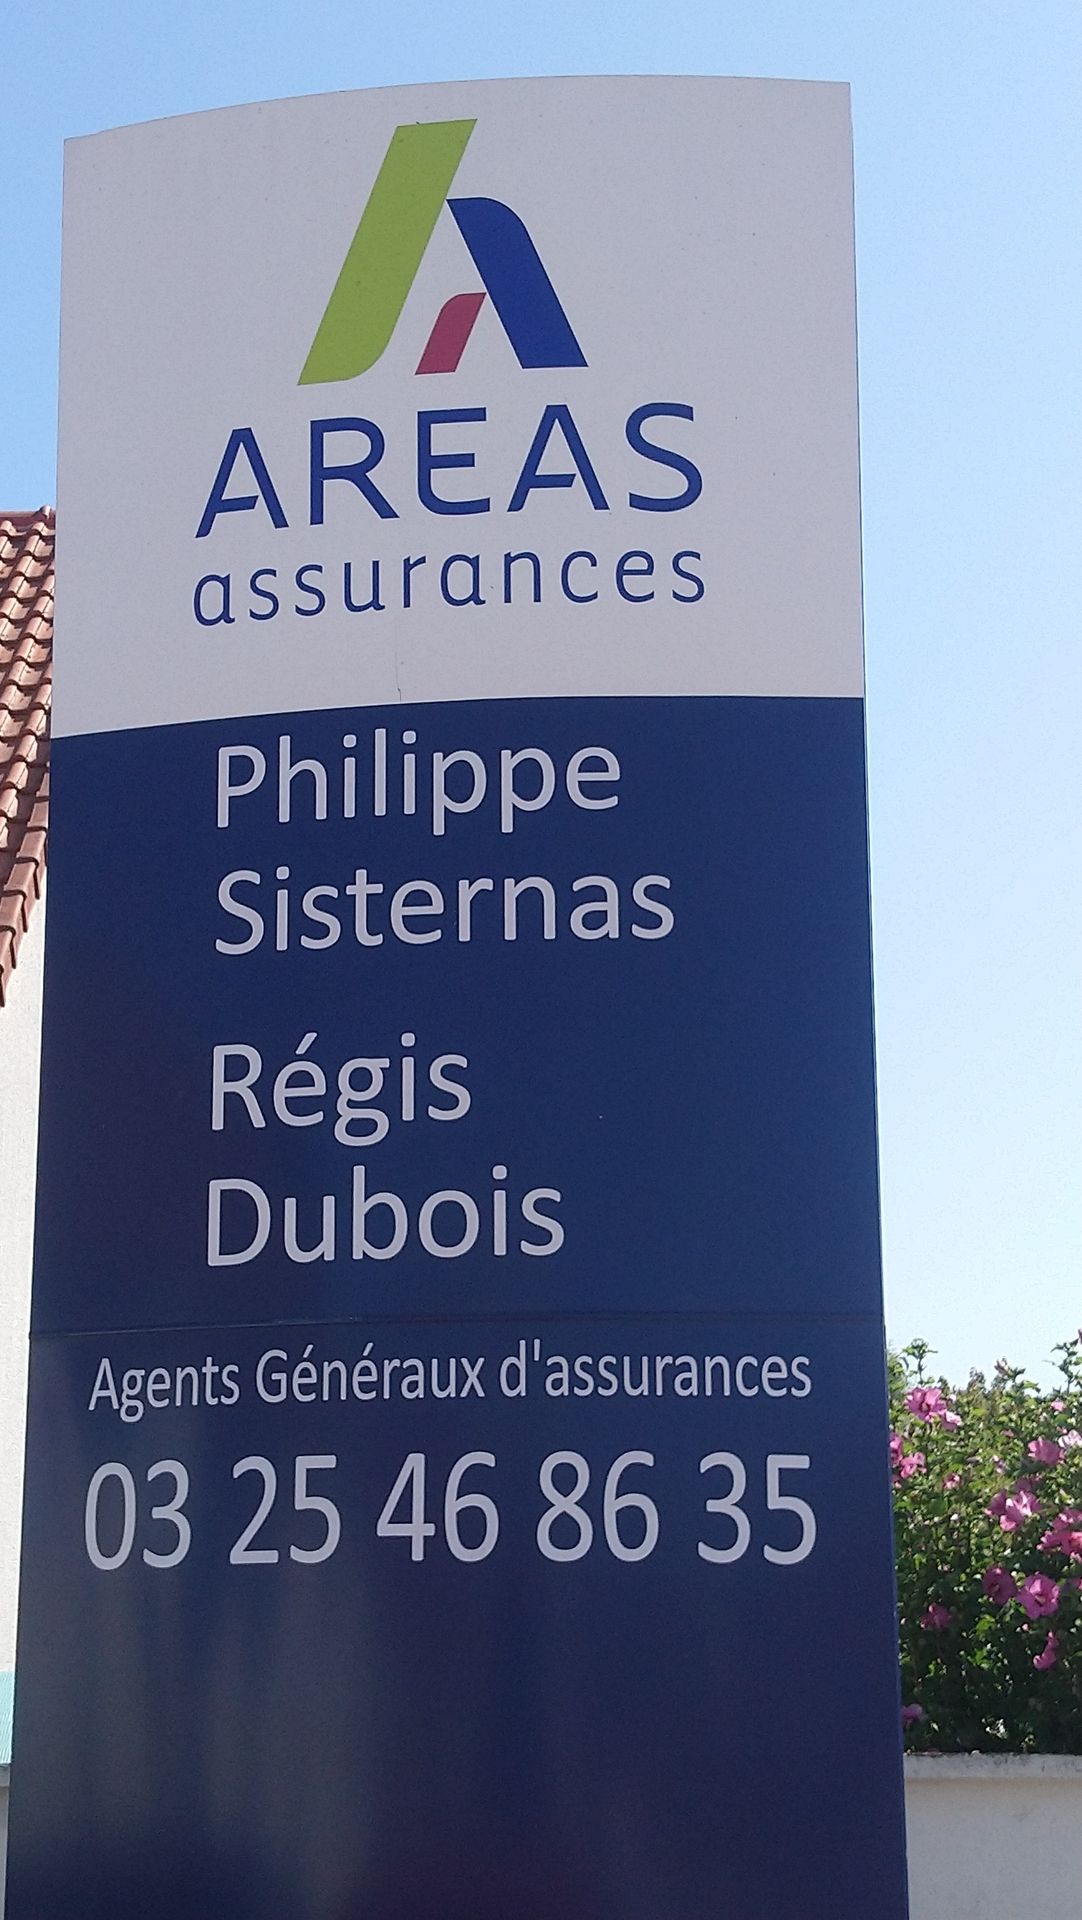 AREAS
assurances
Philippe
Sisternas
Régis
Dubois
Agents Généraux d'assurances
03 25 46 86 35